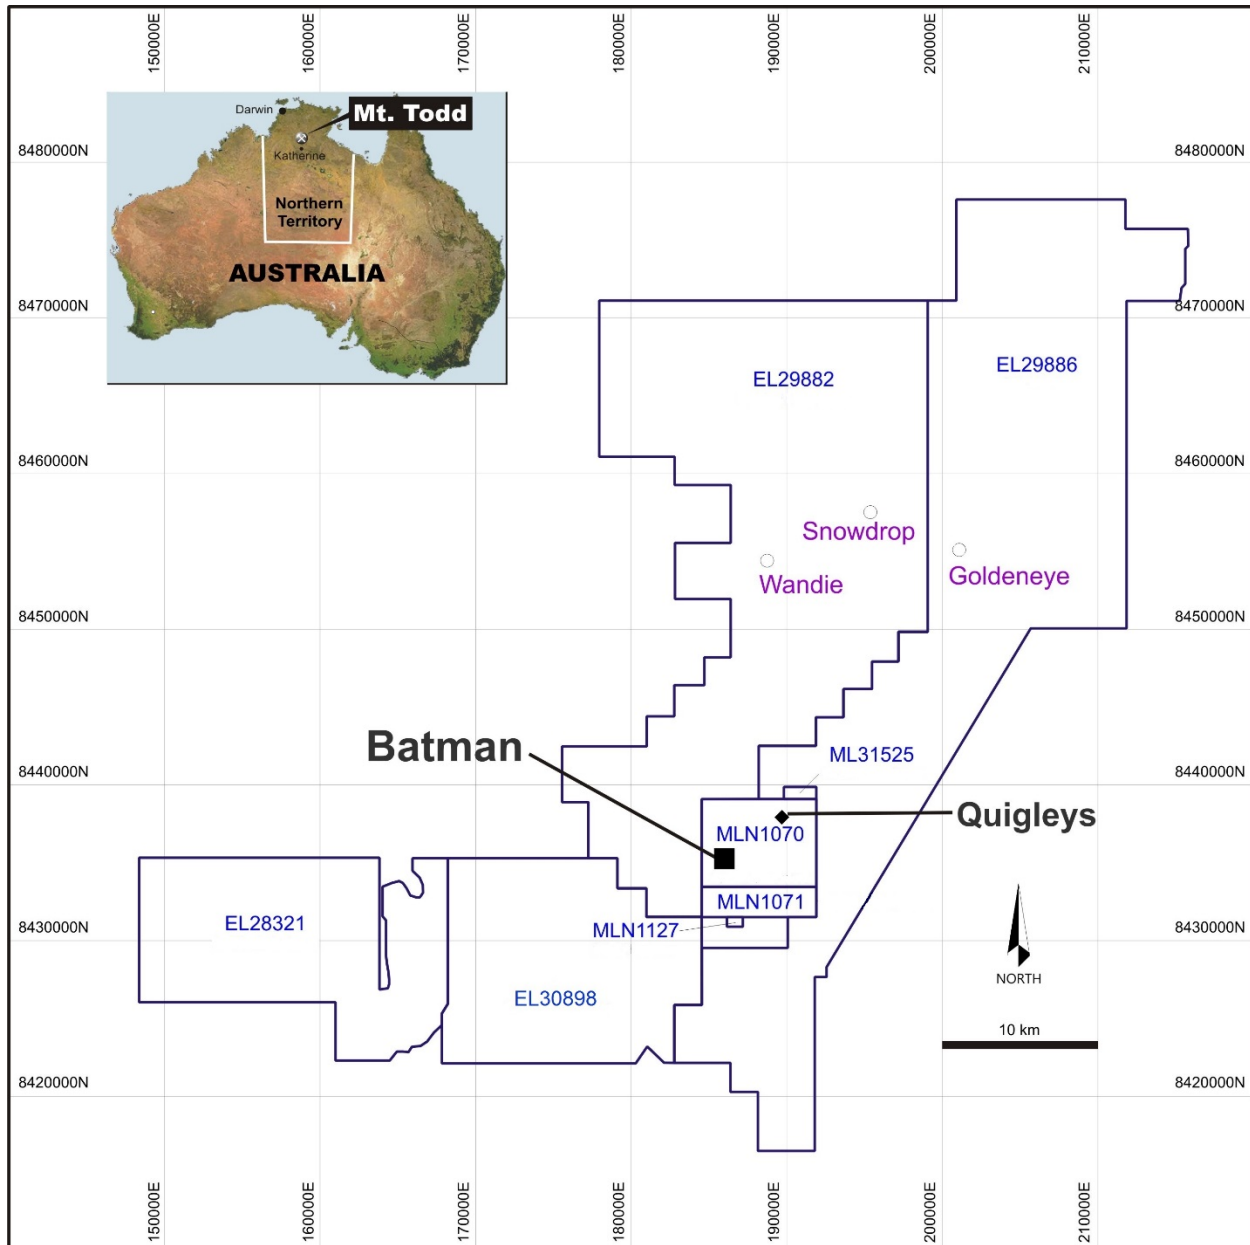 150000E
160000E
170000E
180000E
190000E
200000E
210000E
Darwin
Mt. Todd
Katherine
Northern
Territory
AUSTRALIA
8480000N
8480000N
8470000N
8470000N
EL29882
EL29886
8460000N
8460000N
Snowdrop
Wandie
Goldeneye
8450000N
8450000N
Batman
ML31525
8440000N
8440000N
Quigleys
MLN1070
MLN1071
EL28321
MLN1127
8430000N
8430000N
EL30898
NORTH
10 km
8420000N
8420000N
150000E
160000E
170000E
180000E
190000E
200000E
210000E